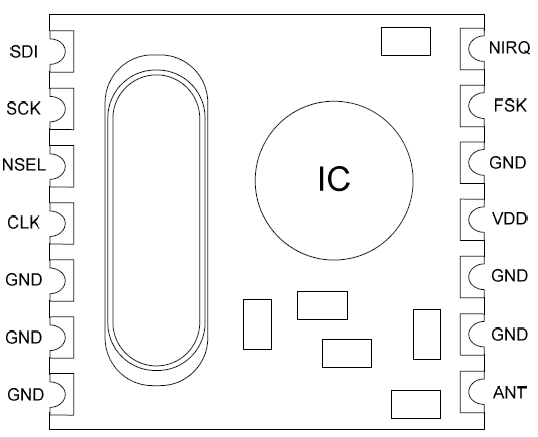 SDI
SCK
NSEL
CLK
GND
GND
GND
IC
NIRQ
FSK
GND
VDD
GND
GND
ANT